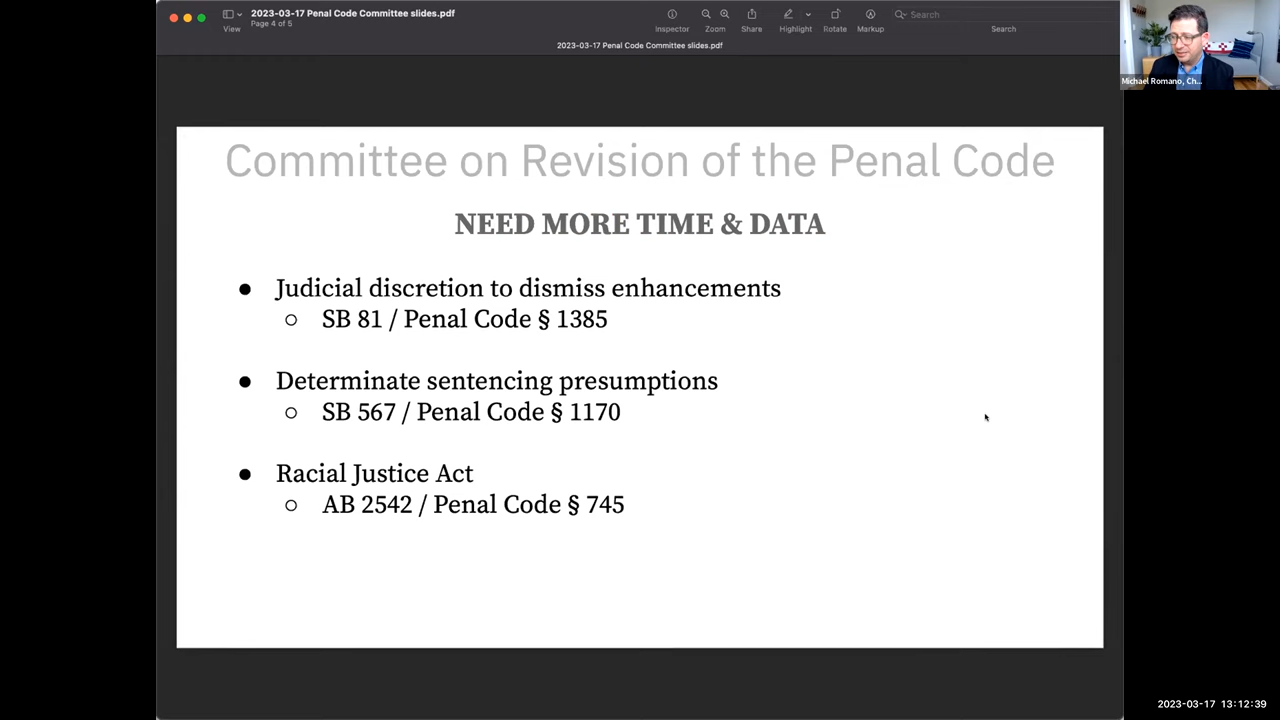 2023-03-17 Penal Code Committee slides.pdf
Page 4 of 5
View
Inspector
Zoom
Share
Highlight
Rotate
Markup
Search
Search
2023-03-17 Penal Code Committee slides.pdf
Michael Romano, Ch...
Committee on Revision of the Penal Code
NEED MORE TIME & DATA
● Judicial discretion to dismiss enhancements
○ SB 81 / Penal Code § 1385
● Determinate sentencing presumptions
○ SB 567 / Penal Code § 1170
● Racial Justice Act
○ AB 2542 / Penal Code § 745
2023-03-17 13:12:39